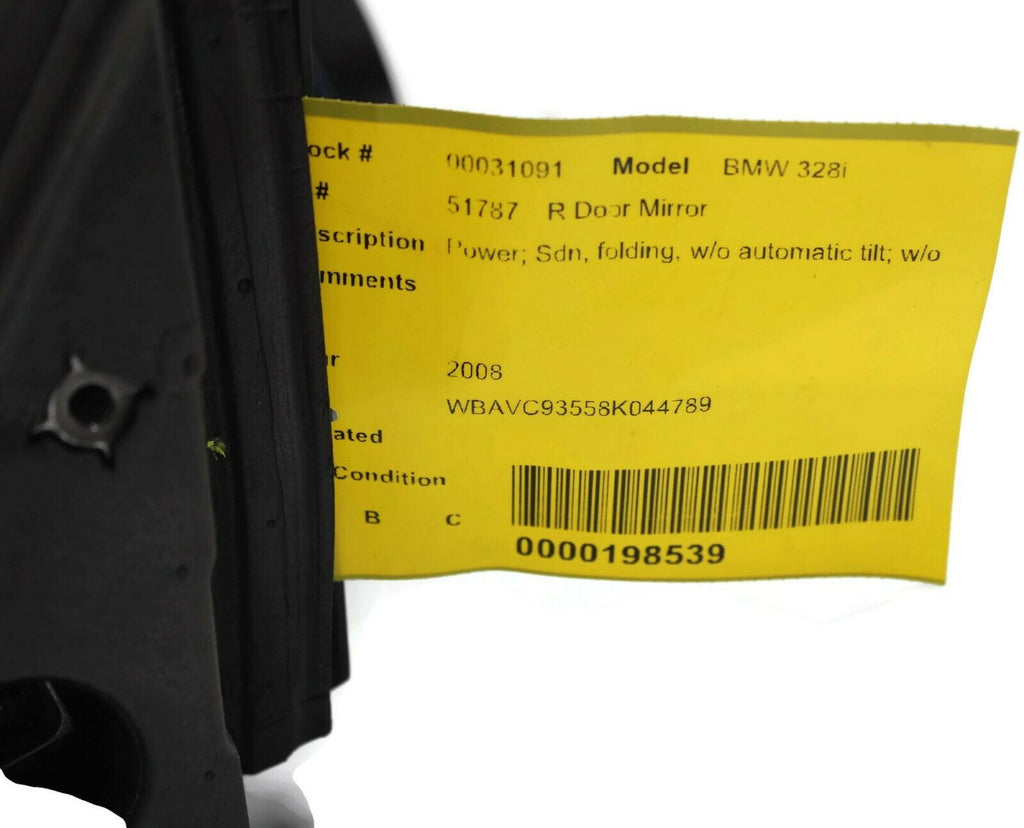 ock # 00031091 Model BMW 328i
# 51787 R Door Mirror
scription Power; Sdn, folding, w/o automatic tilt; w/o
mments
r 2008
WBAVC93558K044789
ated
Condition
B C
0000198539